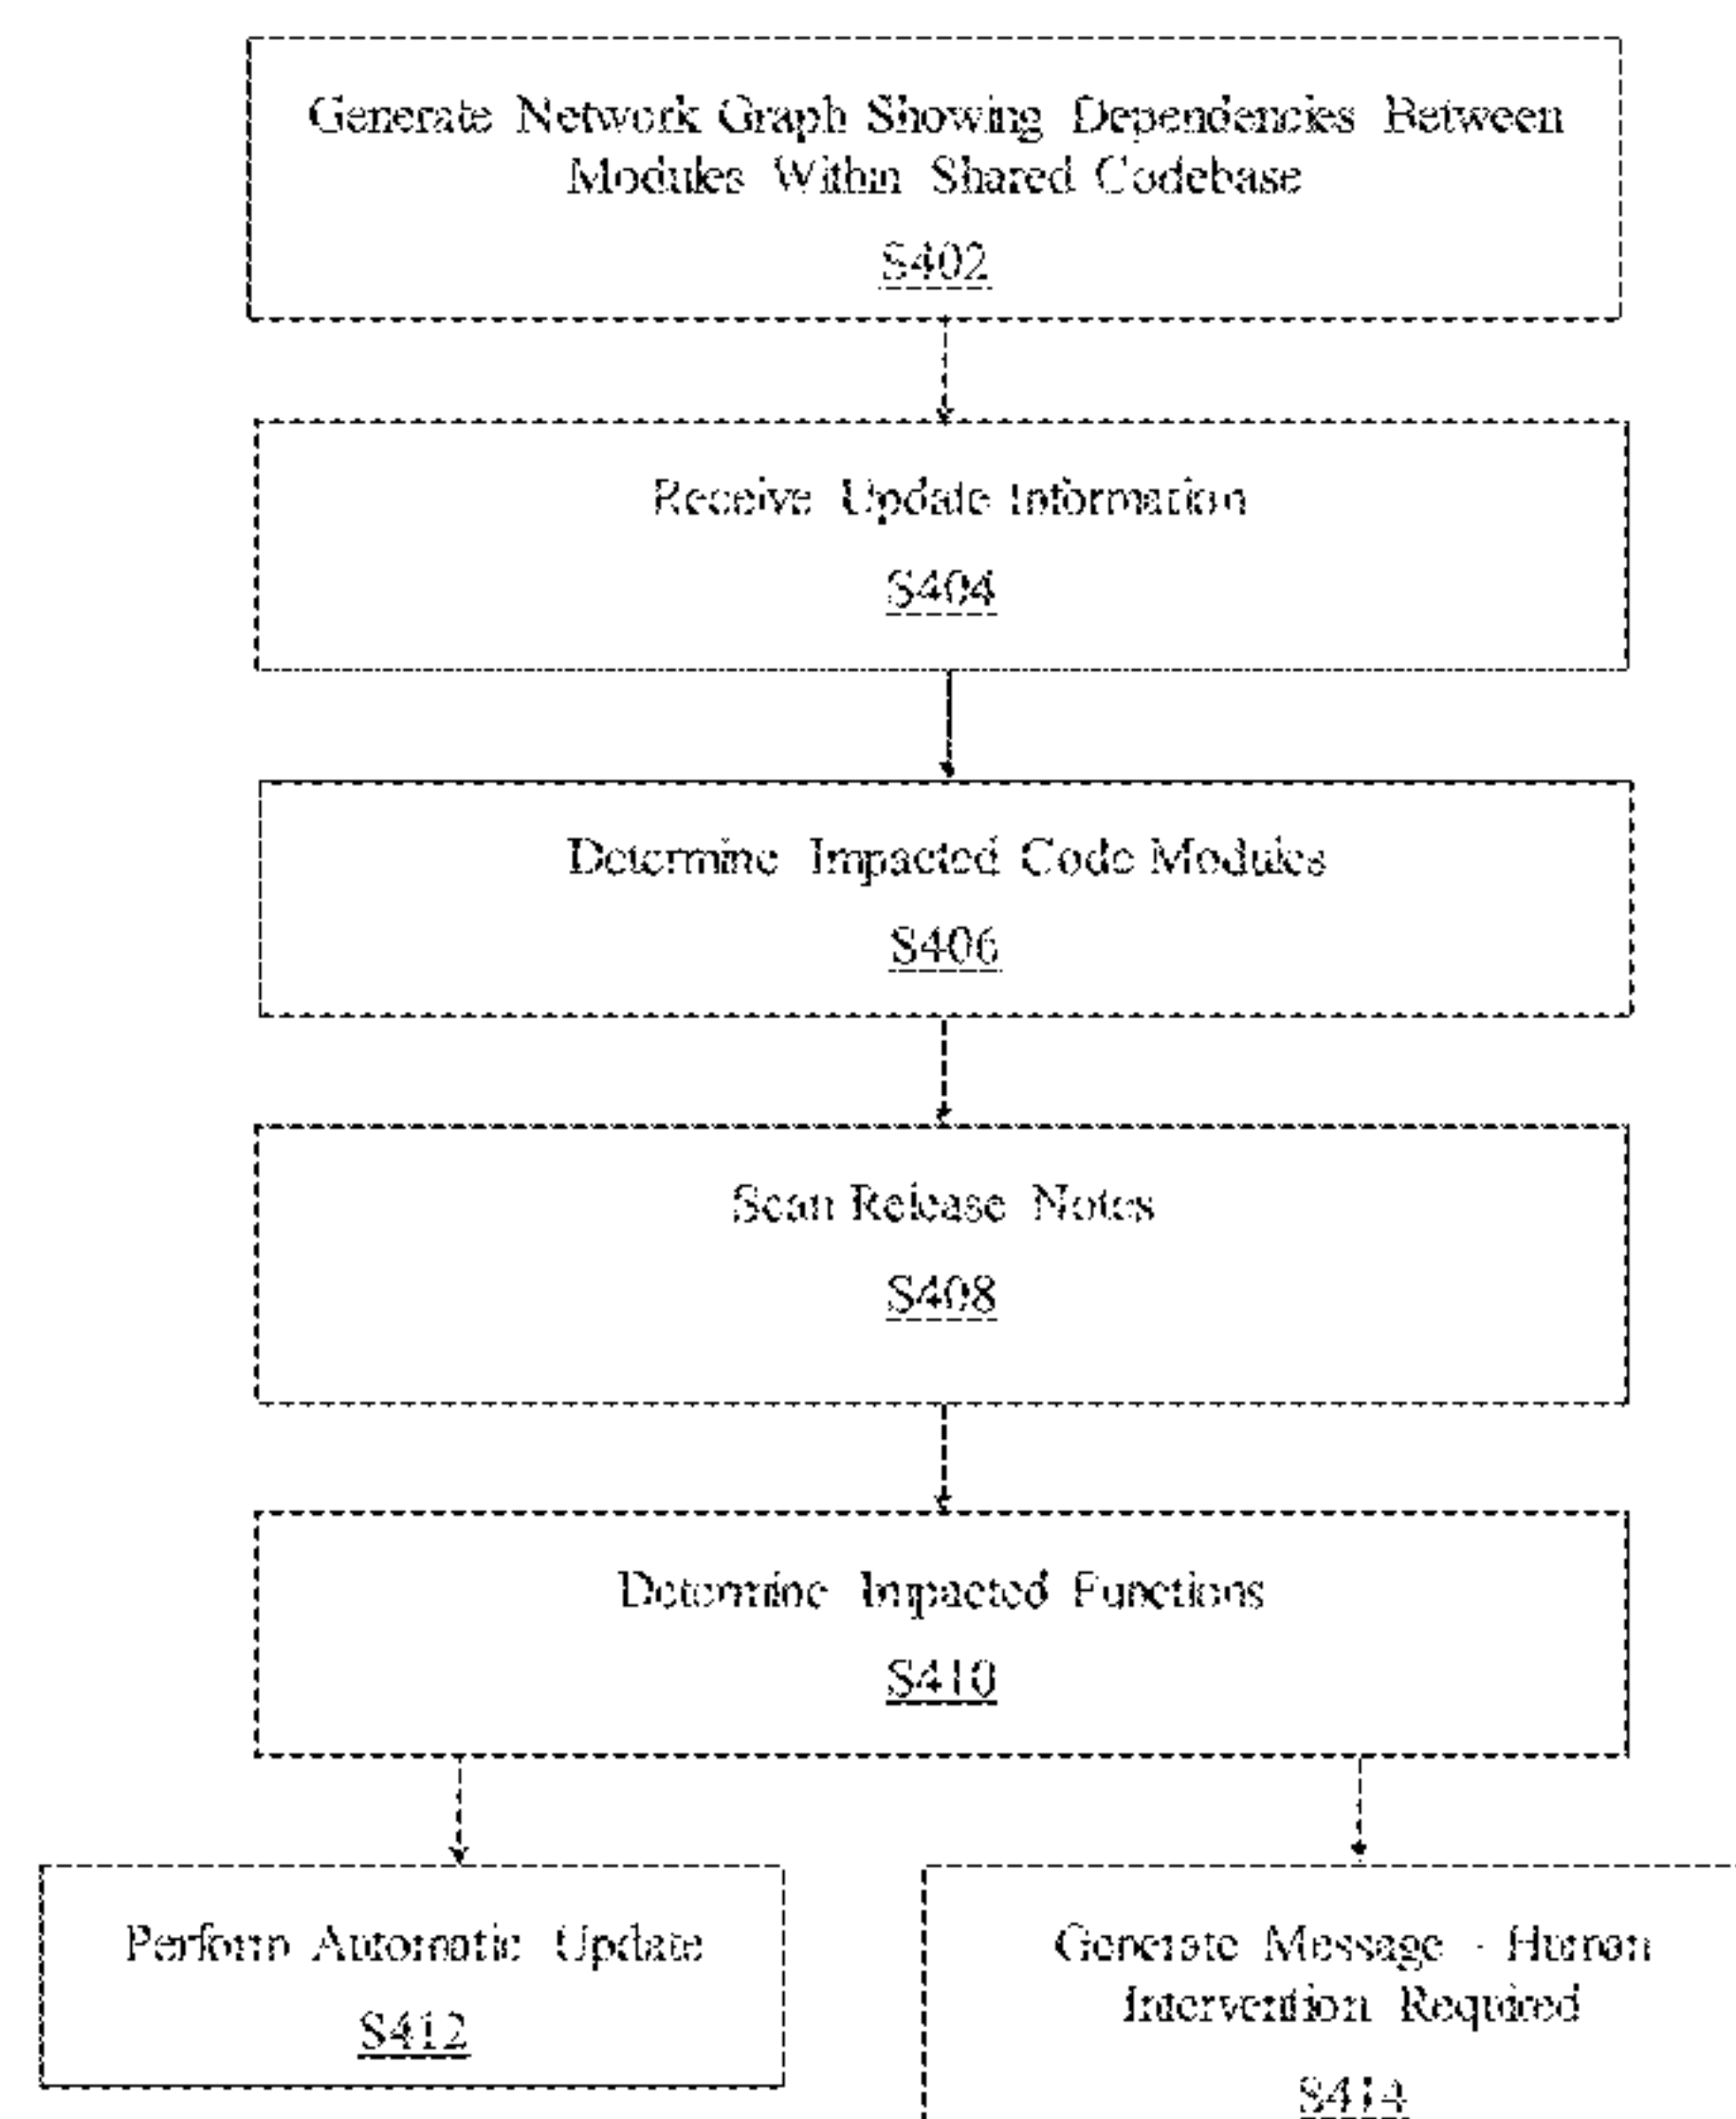 Generate Network Graph Showing Dependencies Between
Modules Within Shared Codebase
S402
Receive Update Information
S404
Determine Impacted Code Modules
S406
Scan Release Notes
S408
Determine Impacted Functions
S410
Perform Automatic Update
S412
Generate Message - Human
Intervention Required
S414